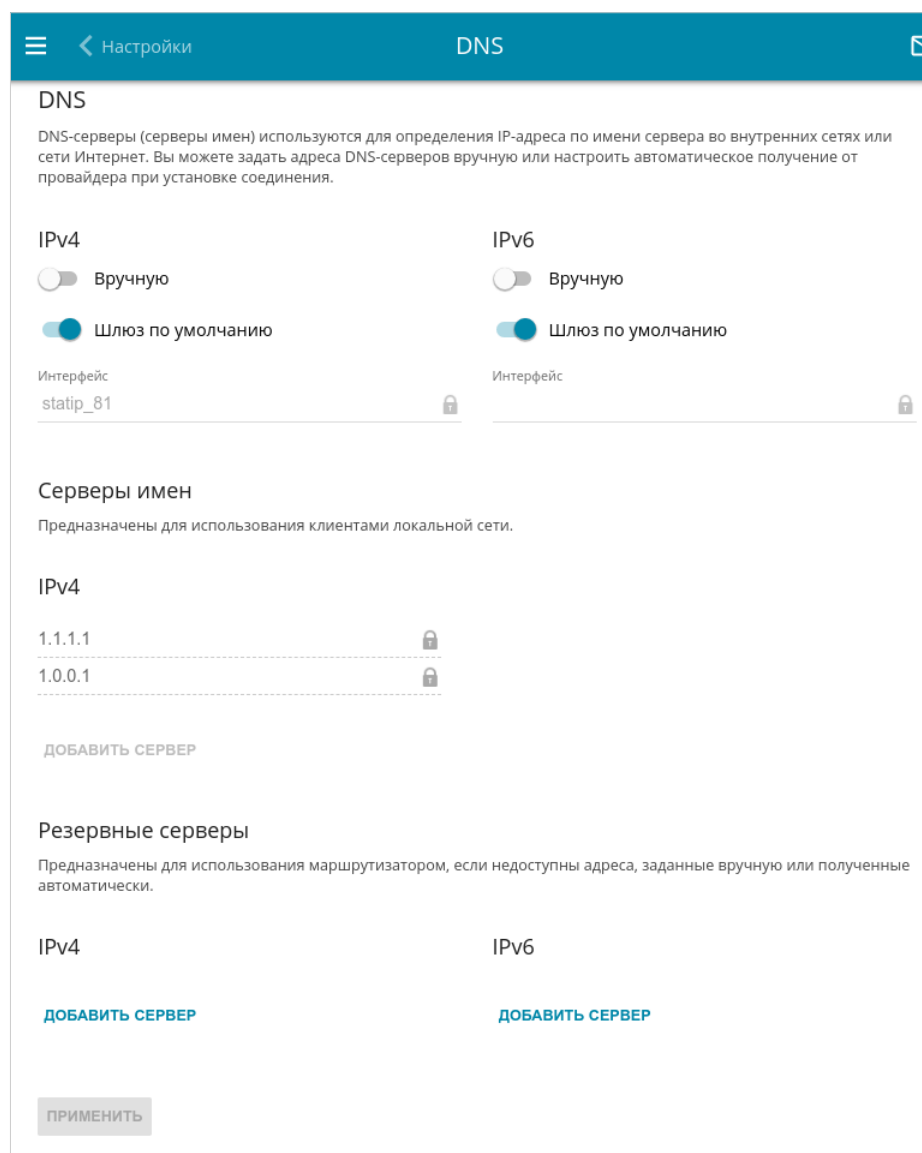 Настройки
DNS
DNS
DNS-серверы (серверы имен) используются для определения IP-адреса по имени сервера во внутренних сетях или
сети Интернет. Вы можете задать адреса DNS-серверов вручную или настроить автоматическое получение от
провайдера при установке соединения.
IPv4
IPv6
Вручную
Вручную
Шлюз по умолчанию
Шлюз по умолчанию
Интерфейс
Интерфейс
statip_81
Серверы имен
Предназначены для использования клиентами локальной сети.
IPv4
1.1.1.1
1.0.0.1
ДОБАВИТЬ СЕРВЕР
Резервные серверы
Предназначены для использования маршрутизатором, если недоступны адреса, заданные вручную или полученные
автоматически.
IPv4
IPv6
ДОБАВИТЬ СЕРВЕР
ДОБАВИТЬ СЕРВЕР
ПРИМЕНИТЬ